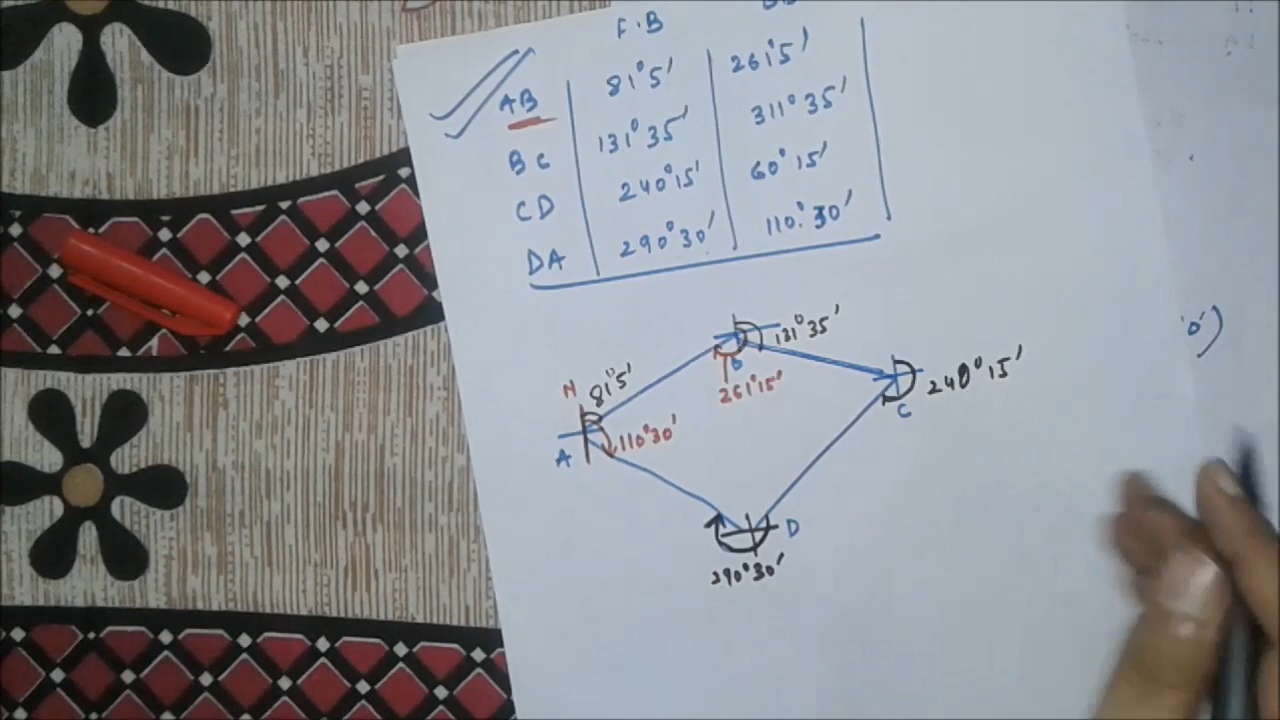 F.B
AB 81°5' 261°5'
BC 131°35' 311°35'
CD 240°15' 60°15'
DA 290°30' 110°30'
131°35'
N 81°5' B 261°15' 240°15'
C
A 110°30'
D
290°30'
'0')